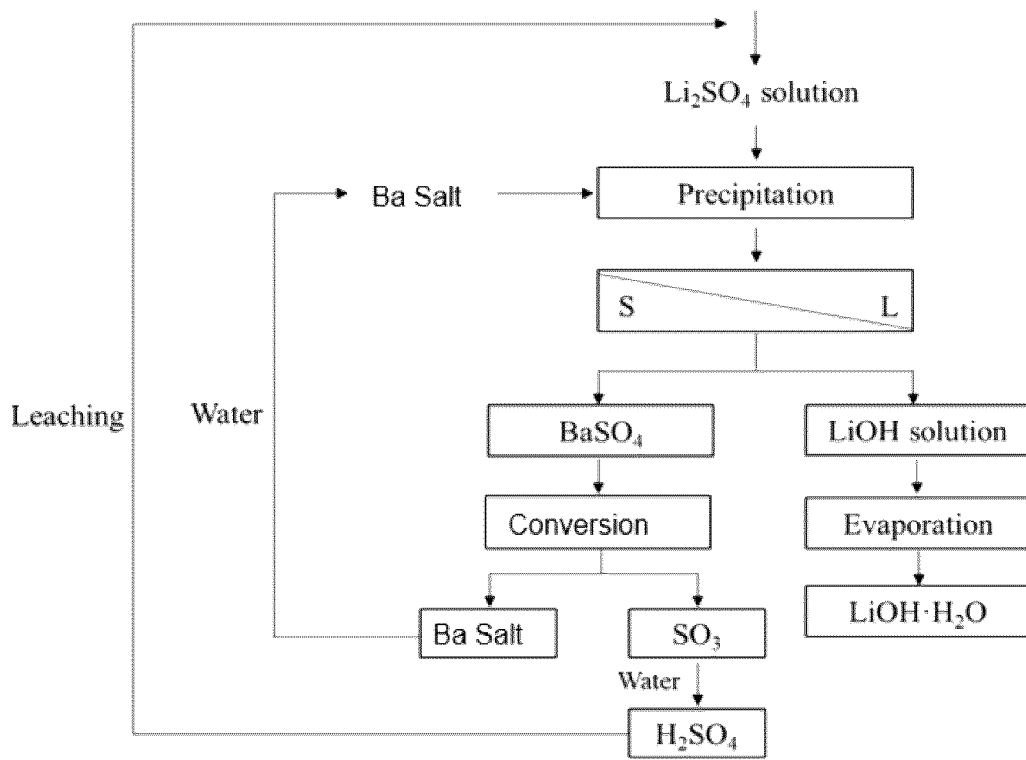 Li₂SO₄ solution
Ba Salt
Precipitation
S
L
Leaching
Water
BaSO₄
LiOH solution
Conversion
Evaporation
Ba Salt
SO₃
LiOH·H₂O
Water
H₂SO₄